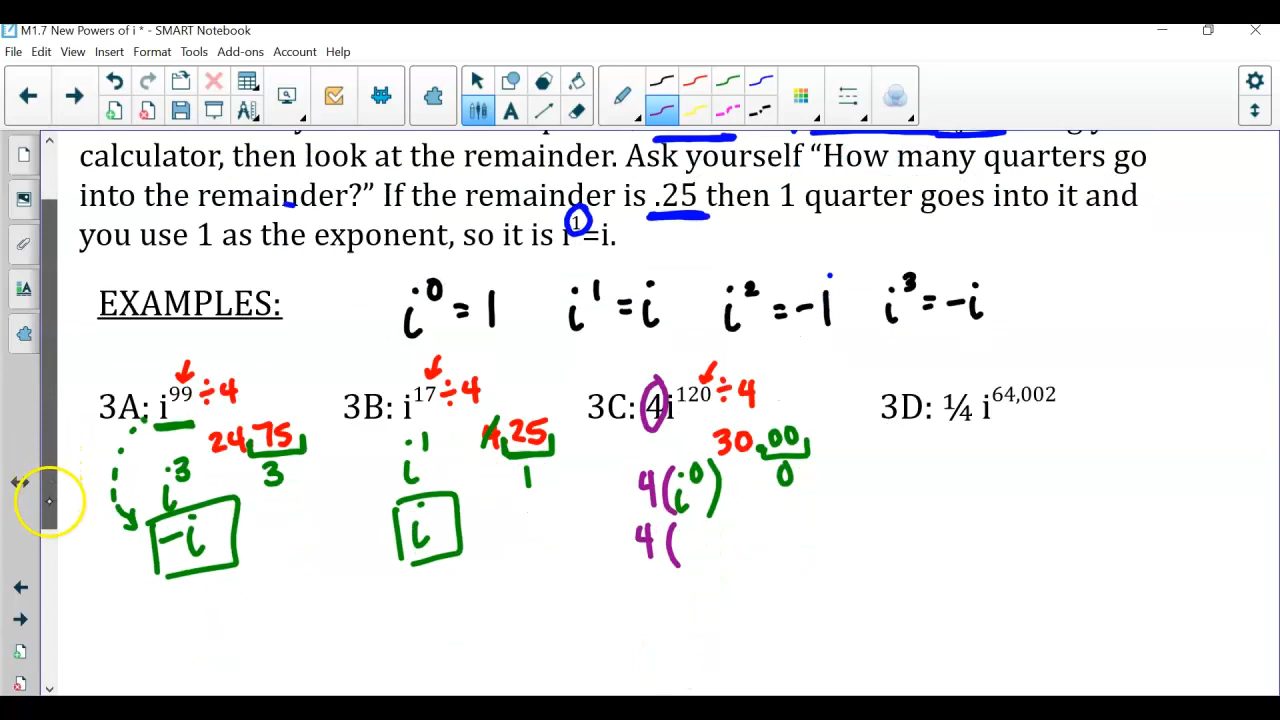 M1.7 New Powers of i * - SMART Notebook
File Edit View Insert Format Tools Add-ons Account Help
calculator, then look at the remainder. Ask yourself “How many quarters go
into the remainder?” If the remainder is .25 then 1 quarter goes into it and
you use 1 as the exponent, so it is i¹=i.
EXAMPLES: i⁰ = 1 i¹ = i i² = -1 i³ = -i
3A: i⁹⁹ ÷4 3B: i¹⁷ ÷4 3C: 4i¹²⁰ ÷4 3D: ¼ i⁶⁴,⁰⁰²
24.75 4.25 30.00
i³ 3 i¹ 1 4(i⁰) 0
-i i 4(